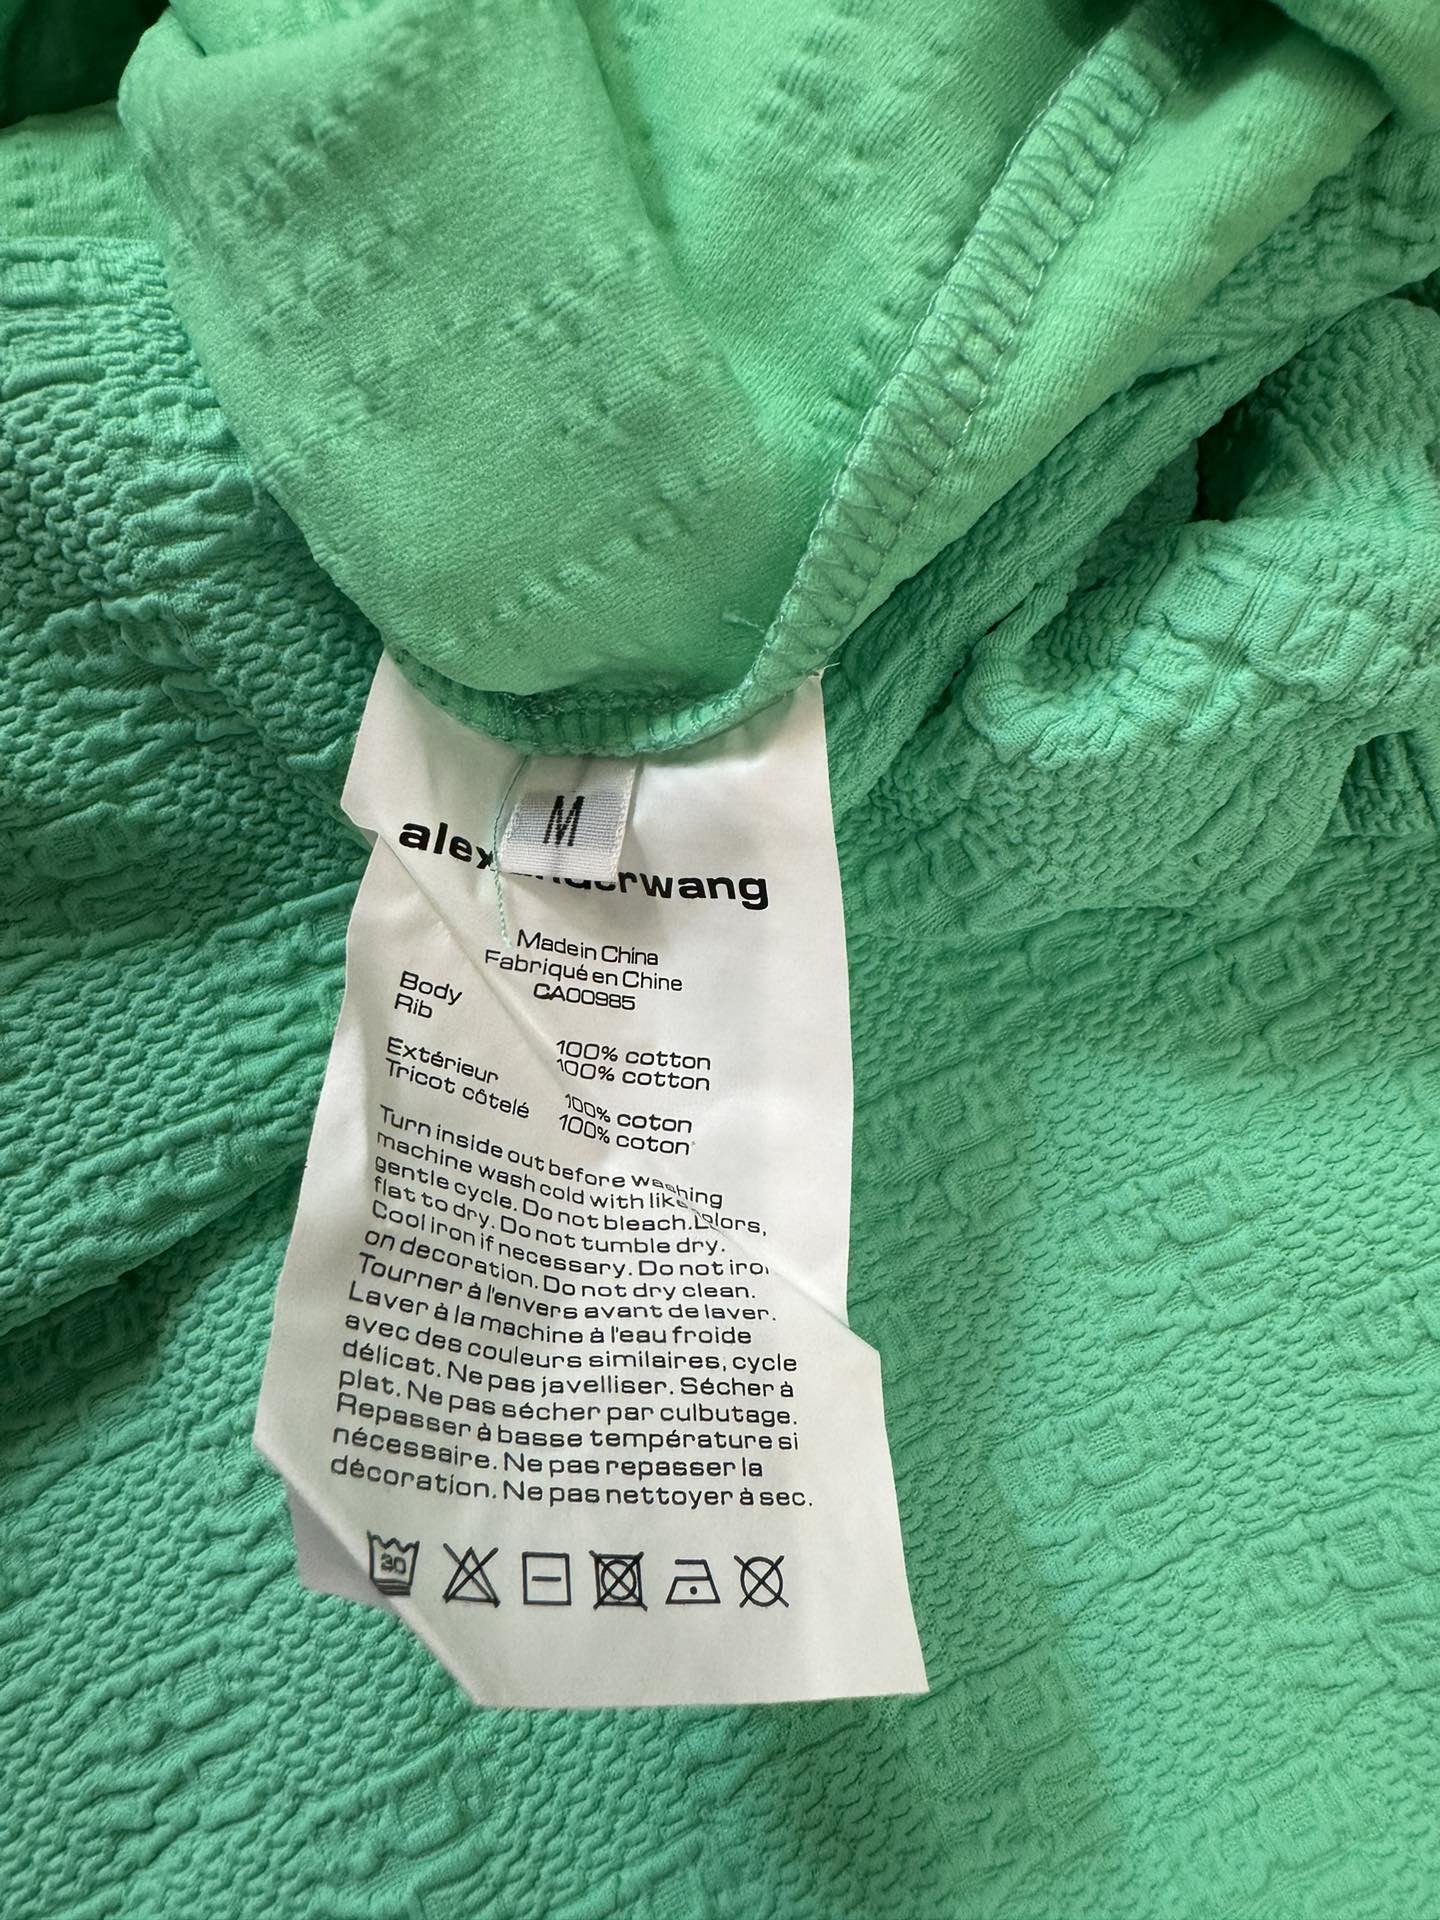 M
alexanderwang
Made in China
Fabriqué en Chine
CA00985
Body 100% cotton
Rib 100% cotton
Extérieur 100% coton
Tricot côtelé 100% coton
Turn inside out before washing
machine wash cold with like colors,
gentle cycle. Do not bleach. 
flat to dry. Do not tumble dry.
Cool iron if necessary. Do not iron
on decoration. Do not dry clean.
Tourner à l'envers avant de laver.
Laver à la machine à l'eau froide
avec des couleurs similaires, cycle
délicat. Ne pas javelliser. Sécher à
plat. Ne pas sécher par culbutage.
Repasser à basse température si
nécessaire. Ne pas repasser la
décoration. Ne pas nettoyer à sec.
30